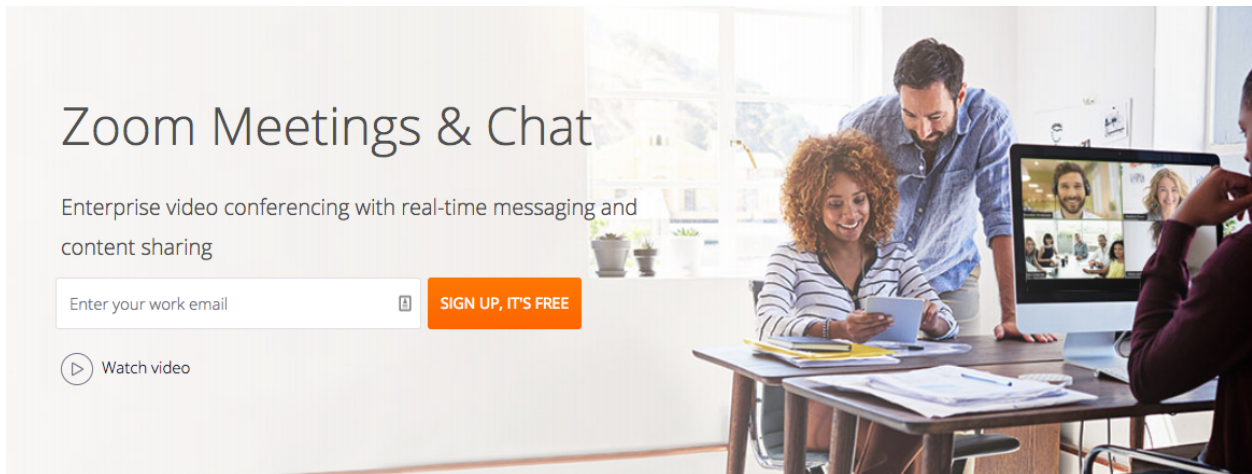 Zoom Meetings & Chat
Enterprise video conferencing with real-time messaging and
content sharing
Enter your work email
SIGN UP, IT'S FREE
Watch video